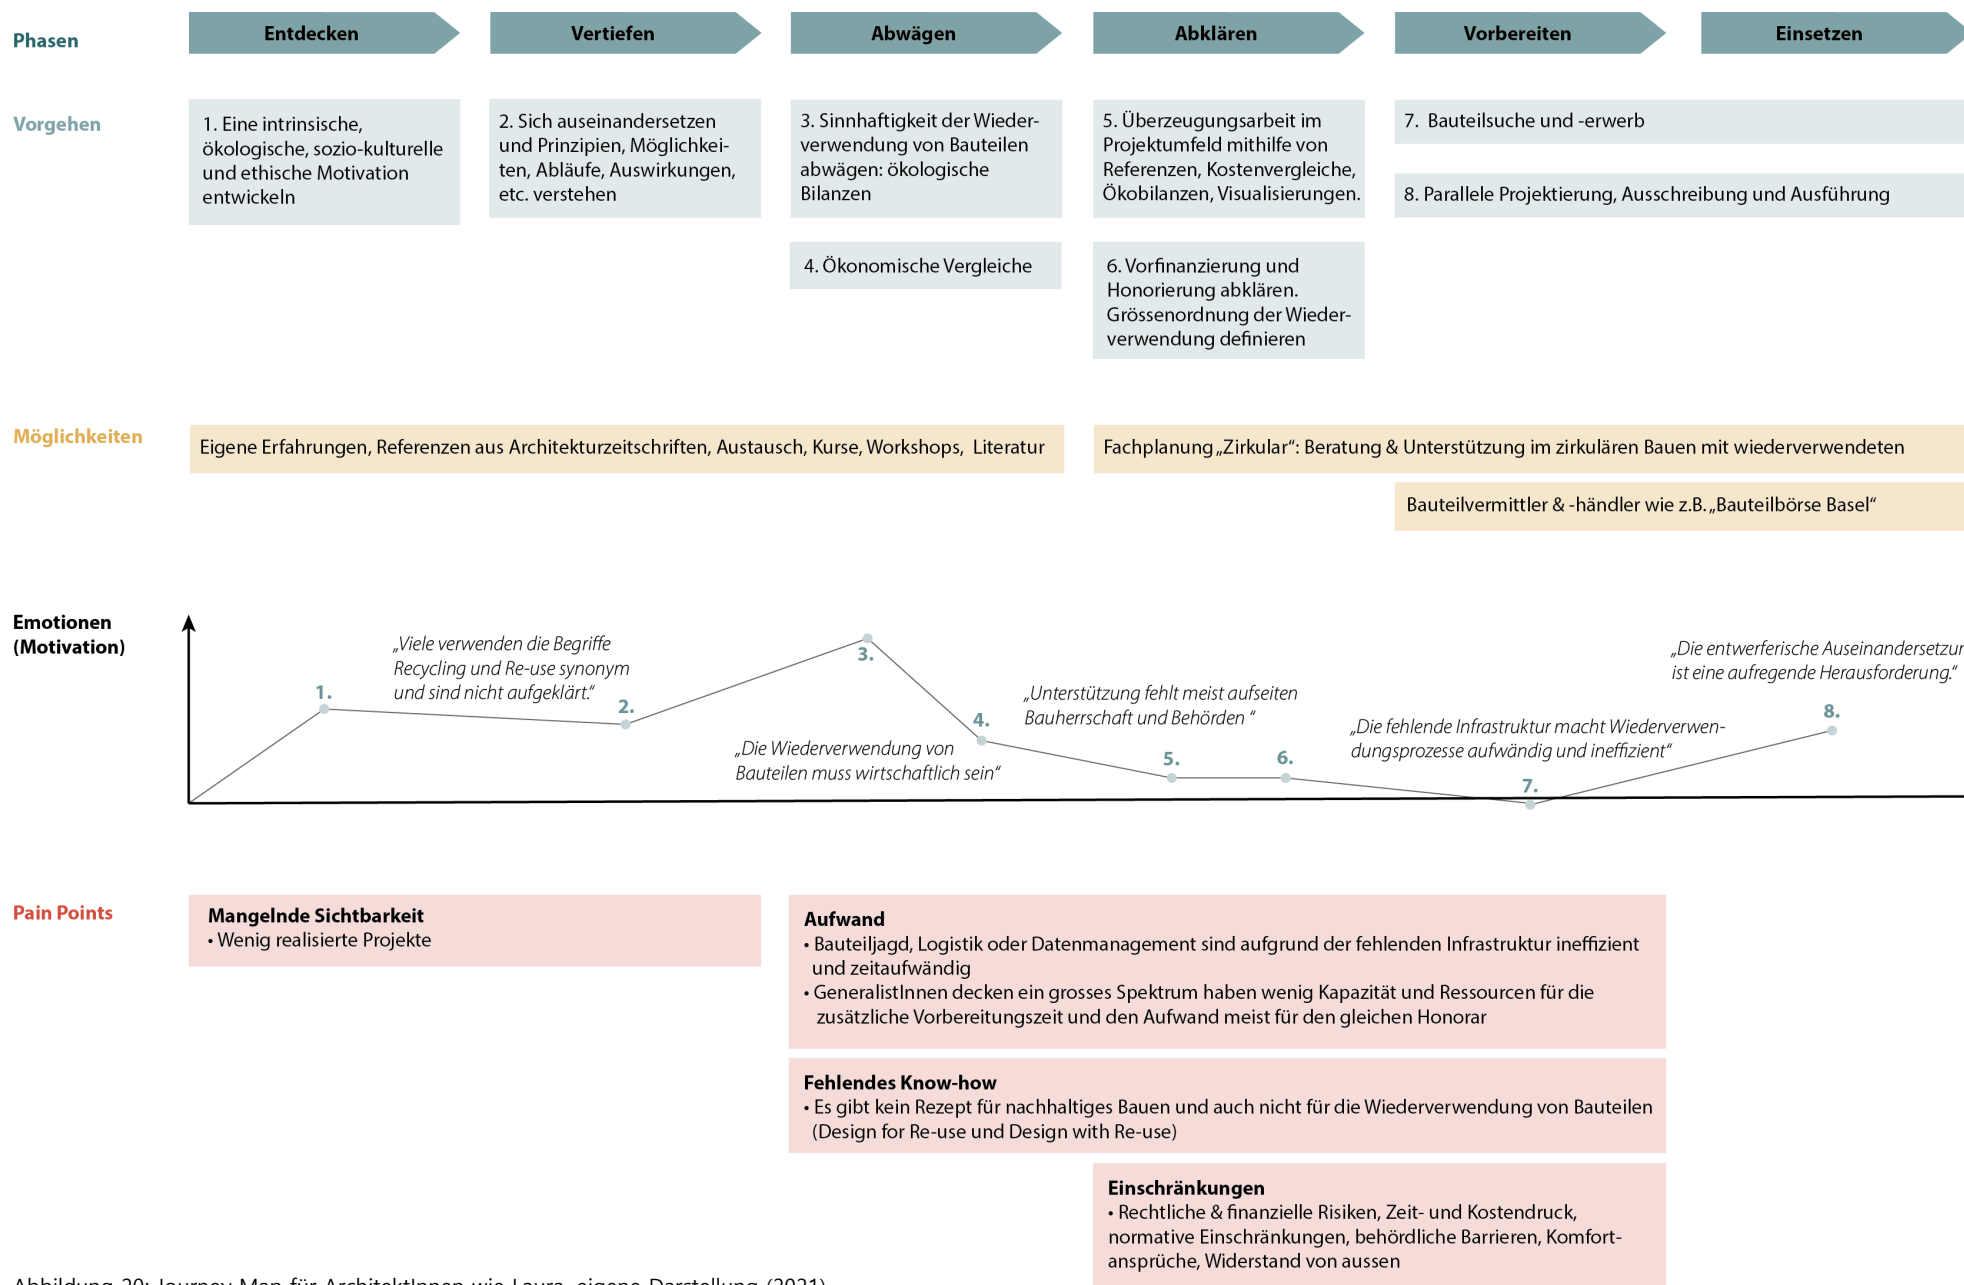 Phasen
Entdecken
Vertiefen
Abwägen
Abklären
Vorbereiten
Einsetzen
Vorgehen
1. Eine intrinsische,
ökologische, sozio-kulturelle
und ethische Motivation
entwickeln
2. Sich auseinandersetzen
und Prinzipien, Möglichkei-
ten, Abläufe, Auswirkungen,
etc. verstehen
3. Sinnhaftigkeit der Wieder-
verwendung von Bauteilen
abwägen: ökologische
Bilanzen
4. Ökonomische Vergleiche
5. Überzeugungsarbeit im
Projektumfeld mithilfe von
Referenzen, Kostenvergleiche,
Ökobilanzen, Visualisierungen.
6. Vorfinanzierung und
Honorierung abklären.
Grössenordnung der Wieder-
verwendung definieren
7. Bauteilsuche und -erwerb
8. Parallele Projektierung, Ausschreibung und Ausführung
Möglichkeiten
Eigene Erfahrungen, Referenzen aus Architekturzeitschriften, Austausch, Kurse, Workshops, Literatur
Fachplanung „Zirkular“: Beratung & Unterstützung im zirkulären Bauen mit wiederverwendeten
Bauteilvermittler & -händler wie z.B. „Bauteilbörse Basel“
Emotionen
(Motivation)
1.
„Viele verwenden die Begriffe
Recycling und Re-use synonym
und sind nicht aufgeklärt.“
2.
3.
„Die Wiederverwendung von
Bauteilen muss wirtschaftlich sein“
4.
„Unterstützung fehlt meist aufseiten
Bauherrschaft und Behörden “
5.
6.
„Die fehlende Infrastruktur macht Wiederverwen-
dungsprozesse aufwändig und ineffizient“
7.
„Die entwerferische Auseinandersetzun
ist eine aufregende Herausforderung.“
8.
Pain Points
Mangelnde Sichtbarkeit
• Wenig realisierte Projekte
Aufwand
• Bauteiljagd, Logistik oder Datenmanagement sind aufgrund der fehlenden Infrastruktur ineffizient
und zeitaufwändig
• GeneralistInnen decken ein grosses Spektrum haben wenig Kapazität und Ressourcen für die
zusätzliche Vorbereitungszeit und den Aufwand meist für den gleichen Honorar
Fehlendes Know-how
• Es gibt kein Rezept für nachhaltiges Bauen und auch nicht für die Wiederverwendung von Bauteilen
(Design for Re-use und Design with Re-use)
Einschränkungen
• Rechtliche & finanzielle Risiken, Zeit- und Kostendruck,
normative Einschränkungen, behördliche Barrieren, Komfort-
ansprüche, Widerstand von aussen
Abbildung 20: Journey Map für ArchitektInnen wie Laura, eigene Darstellung (2021)